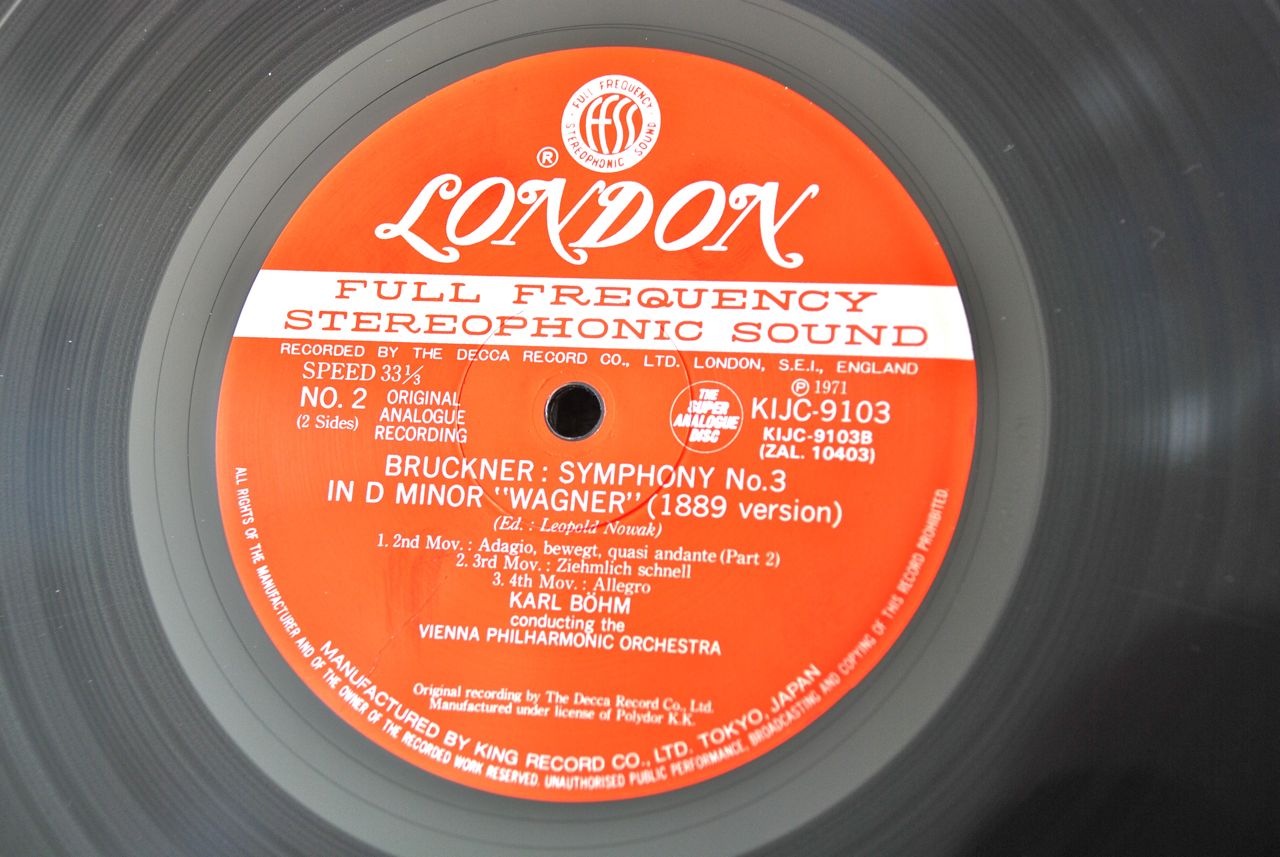 FULL FREQUENCY
ffss
STEREOPHONIC SOUND
®
LONDON
FULL FREQUENCY
STEREOPHONIC SOUND
RECORDED BY THE DECCA RECORD CO., LTD. LONDON, S.E.I., ENGLAND
SPEED 33⅓
NO. 2
(2 Sides)
ORIGINAL
ANALOGUE
RECORDING
THE
SUPER
ANALOGUE
DISC
Ⓟ 1971
KIJC-9103
KIJC-9103B
(ZAL. 10403)
BRUCKNER : SYMPHONY No.3
IN D MINOR "WAGNER" (1889 version)
(Ed. : Leopold Nowak)
1. 2nd Mov. : Adagio, bewegt, quasi andante (Part 2)
2. 3rd Mov. : Ziehmlich schnell
3. 4th Mov. : Allegro
KARL BÖHM
conducting the
VIENNA PHILHARMONIC ORCHESTRA
Original recording by The Decca Record Co., Ltd.
Manufactured under license of Polydor K.K.
MANUFACTURED BY KING RECORD CO., LTD. TOKYO, JAPAN
ALL RIGHTS OF THE MANUFACTURER AND OF THE OWNER OF THE RECORDED WORK RESERVED. UNAUTHORISED PUBLIC PERFORMANCE, BROADCASTING AND COPYING OF THIS RECORD PROHIBITED.